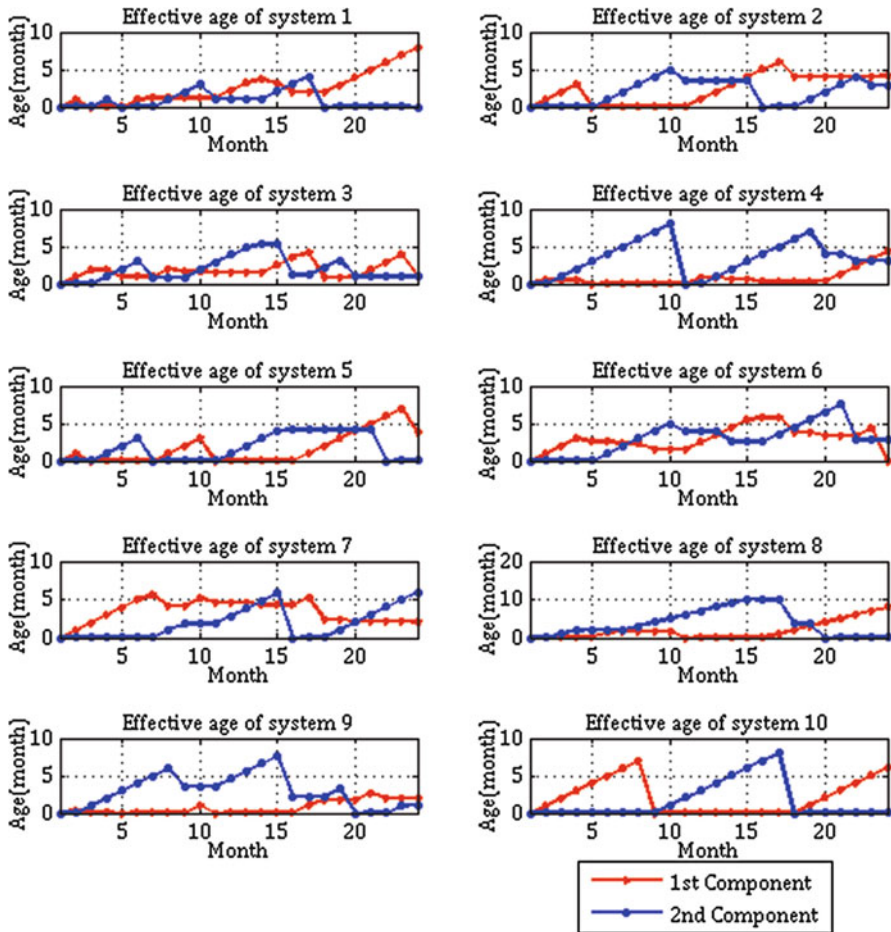 Effective age of system 1
Age(month)
10
5
0
5 10 15 20
Month
Effective age of system 2
Age(month)
10
5
0
5 10 15 20
Month
Effective age of system 3
Age(month)
10
5
0
5 10 15 20
Month
Effective age of system 4
Age(month)
10
5
0
5 10 15 20
Month
Effective age of system 5
Age(month)
10
5
0
5 10 15 20
Month
Effective age of system 6
Age(month)
10
5
0
5 10 15 20
Month
Effective age of system 7
Age(month)
10
5
0
5 10 15 20
Month
Effective age of system 8
Age(month)
20
10
0
5 10 15 20
Month
Effective age of system 9
Age(month)
10
5
0
5 10 15 20
Month
Effective age of system 10
Age(month)
10
5
0
5 10 15 20
Month
1st Component
2nd Component